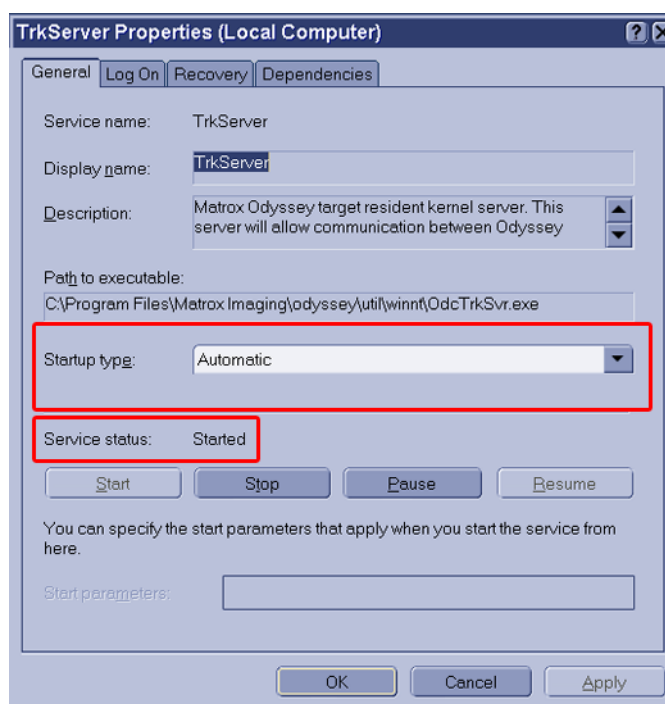 TrkServer Properties (Local Computer)
General Log On Recovery Dependencies
Service name: TrkServer
Display name: TrkServer
Description: Matrox Odyssey target resident kernel server. This
server will allow communication between Odyssey
Path to executable:
C:\Program Files\Matrox Imaging\odyssey\util\winnt\OdcTrkSvr.exe
Startup type: Automatic
Service status: Started
Start Stop Pause Resume
You can specify the start parameters that apply when you start the service from
here.
Start parameters:
OK Cancel Apply